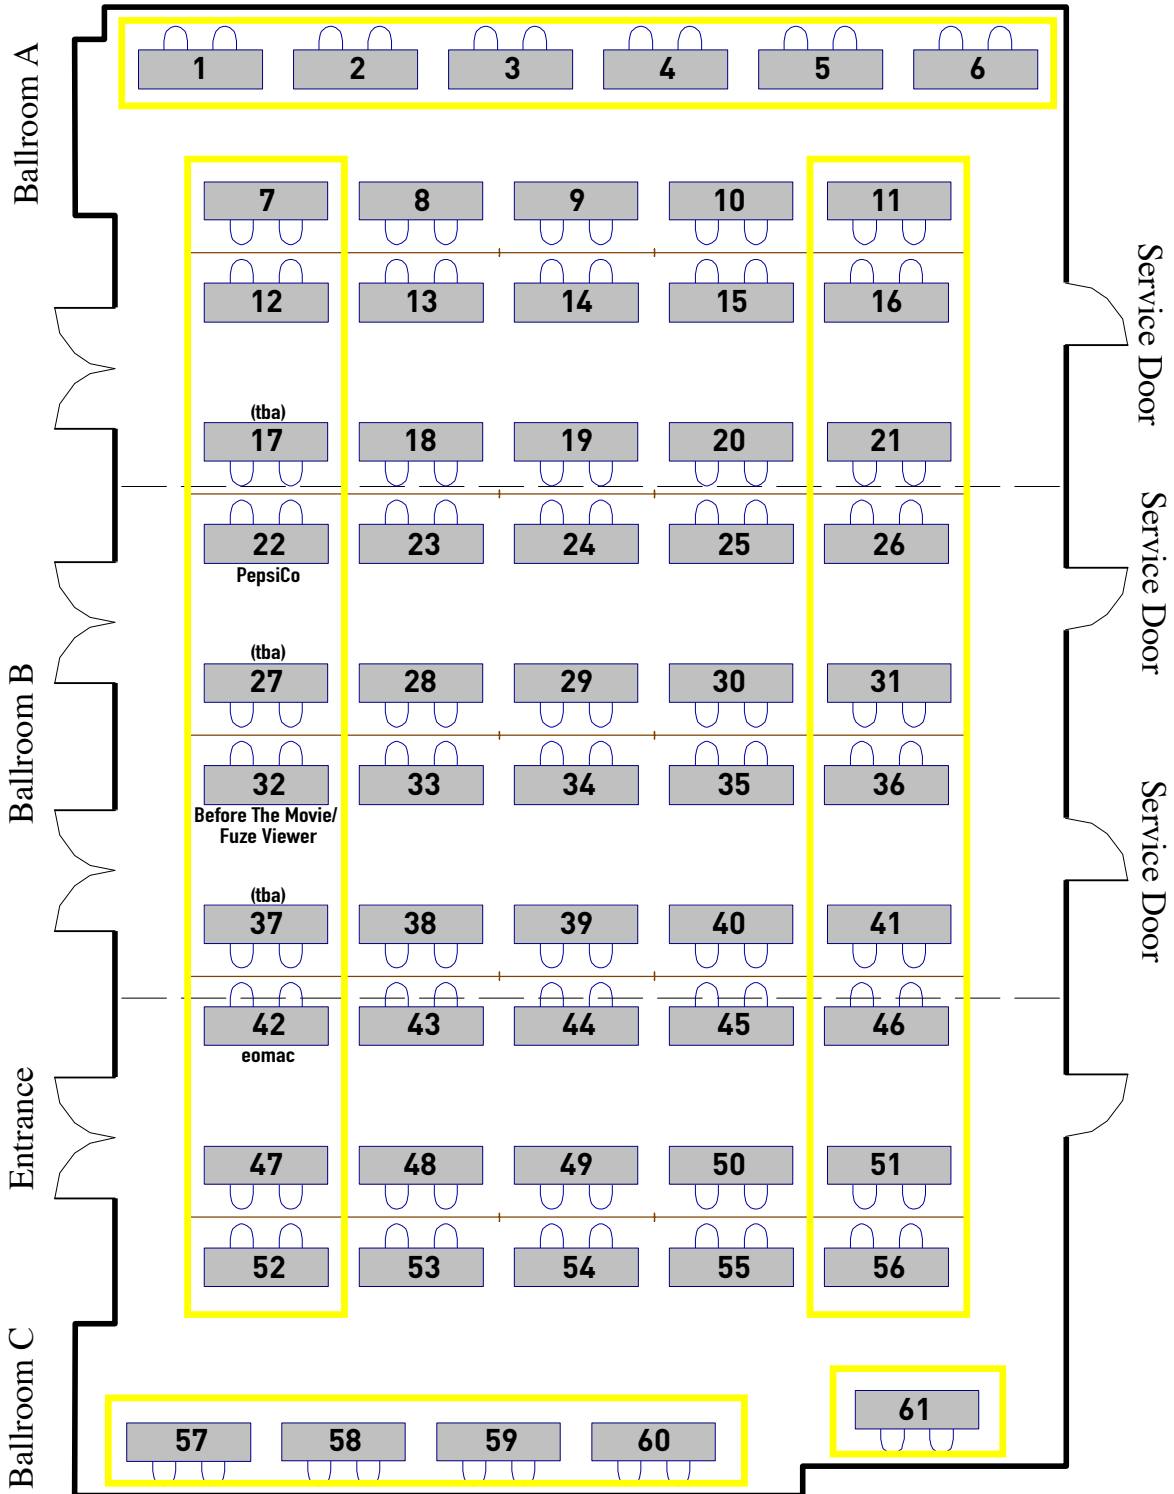 Ballroom A
1 2 3 4 5 6
7 8 9 10 11
Service Door
12 13 14 15 16
(tba)
17 18 19 20 21
Service Door
22 23 24 25 26
PepsiCo
Ballroom B
(tba)
27 28 29 30 31
32 33 34 35 36
Before The Movie/
Fuze Viewer
Service Door
(tba)
37 38 39 40 41
42 43 44 45 46
eomac
Entrance
47 48 49 50 51
52 53 54 55 56
Ballroom C
61
57 58 59 60